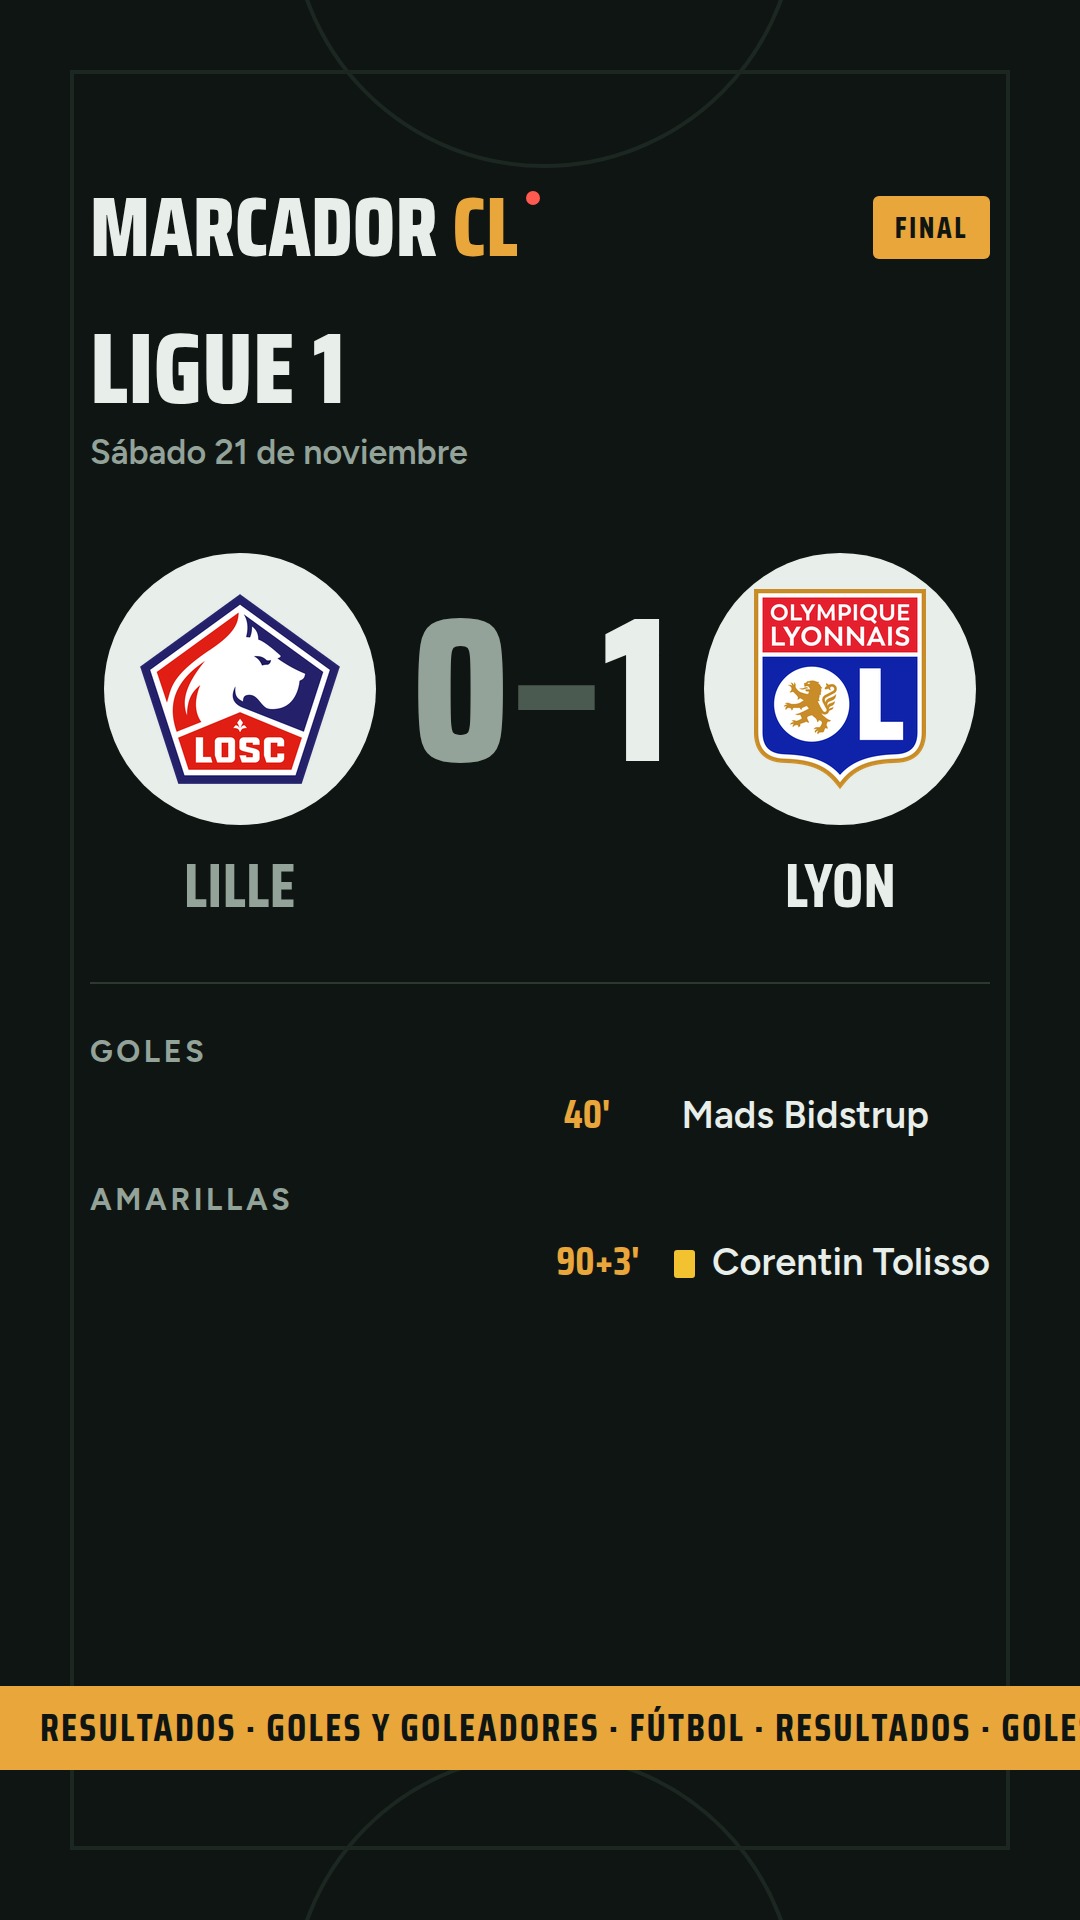 MARCADOR CL
FINAL
LIGUE 1
Sábado 21 de noviembre
LOSC
0–1
OLYMPIQUE
LYONNAIS
OL
LILLE
LYON
GOLES
40' Mads Bidstrup
AMARILLAS
90+3' Corentin Tolisso
RESULTADOS · GOLES Y GOLEADORES · FÚTBOL · RESULTADOS · GOLES